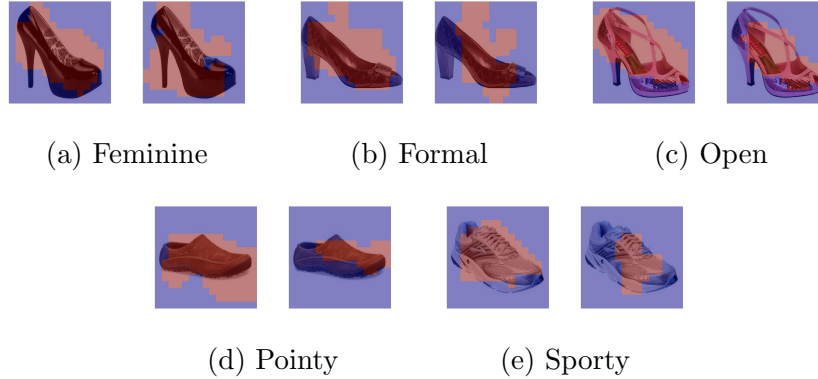 (a) Feminine
(b) Formal
(c) Open
(d) Pointy
(e) Sporty